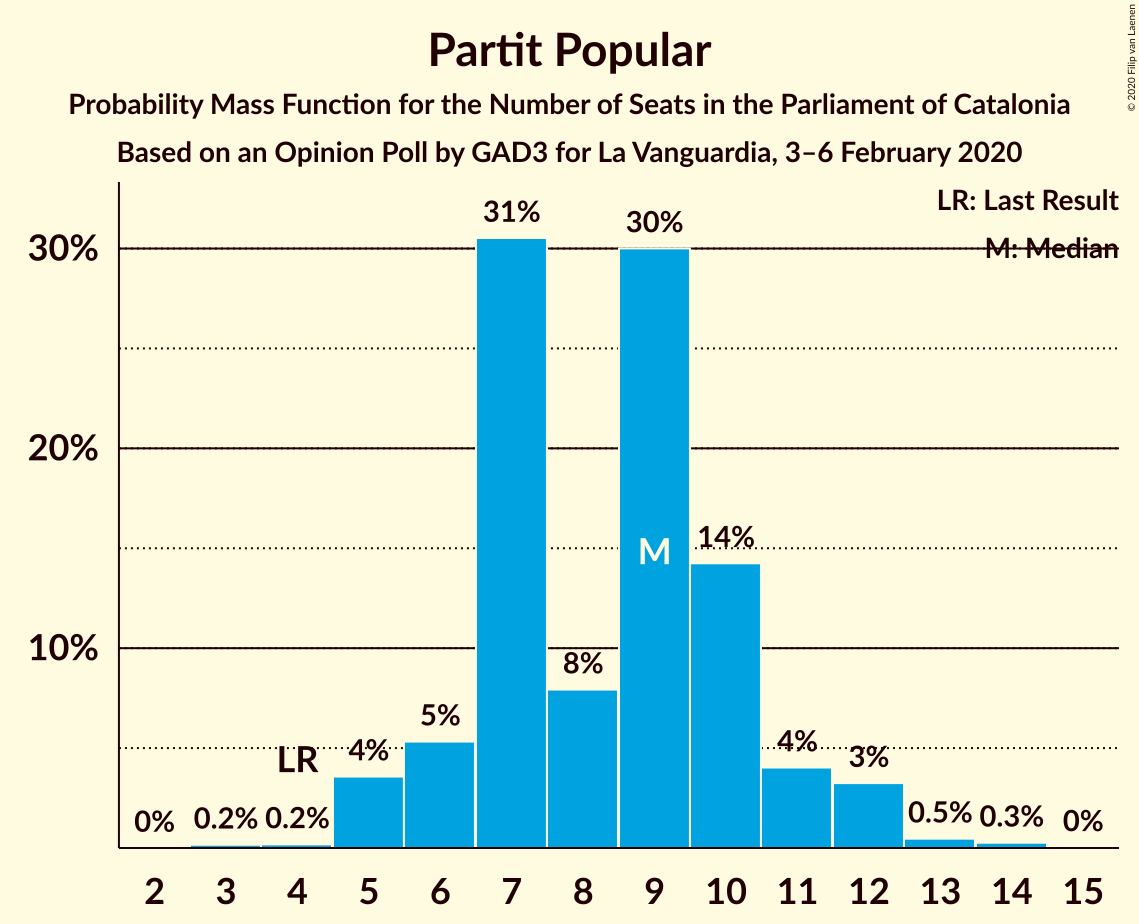 Partit Popular
Probability Mass Function for the Number of Seats in the Parliament of Catalonia
Based on an Opinion Poll by GAD3 for La Vanguardia, 3–6 February 2020
© 2020 Filip van Laenen
LR: Last Result
M: Median
30%
20%
10%
0%
0.2%
0.2%
LR
4%
5%
31%
8%
30%
M
14%
4%
3%
0.5%
0.3%
0%
2 3 4 5 6 7 8 9 10 11 12 13 14 15